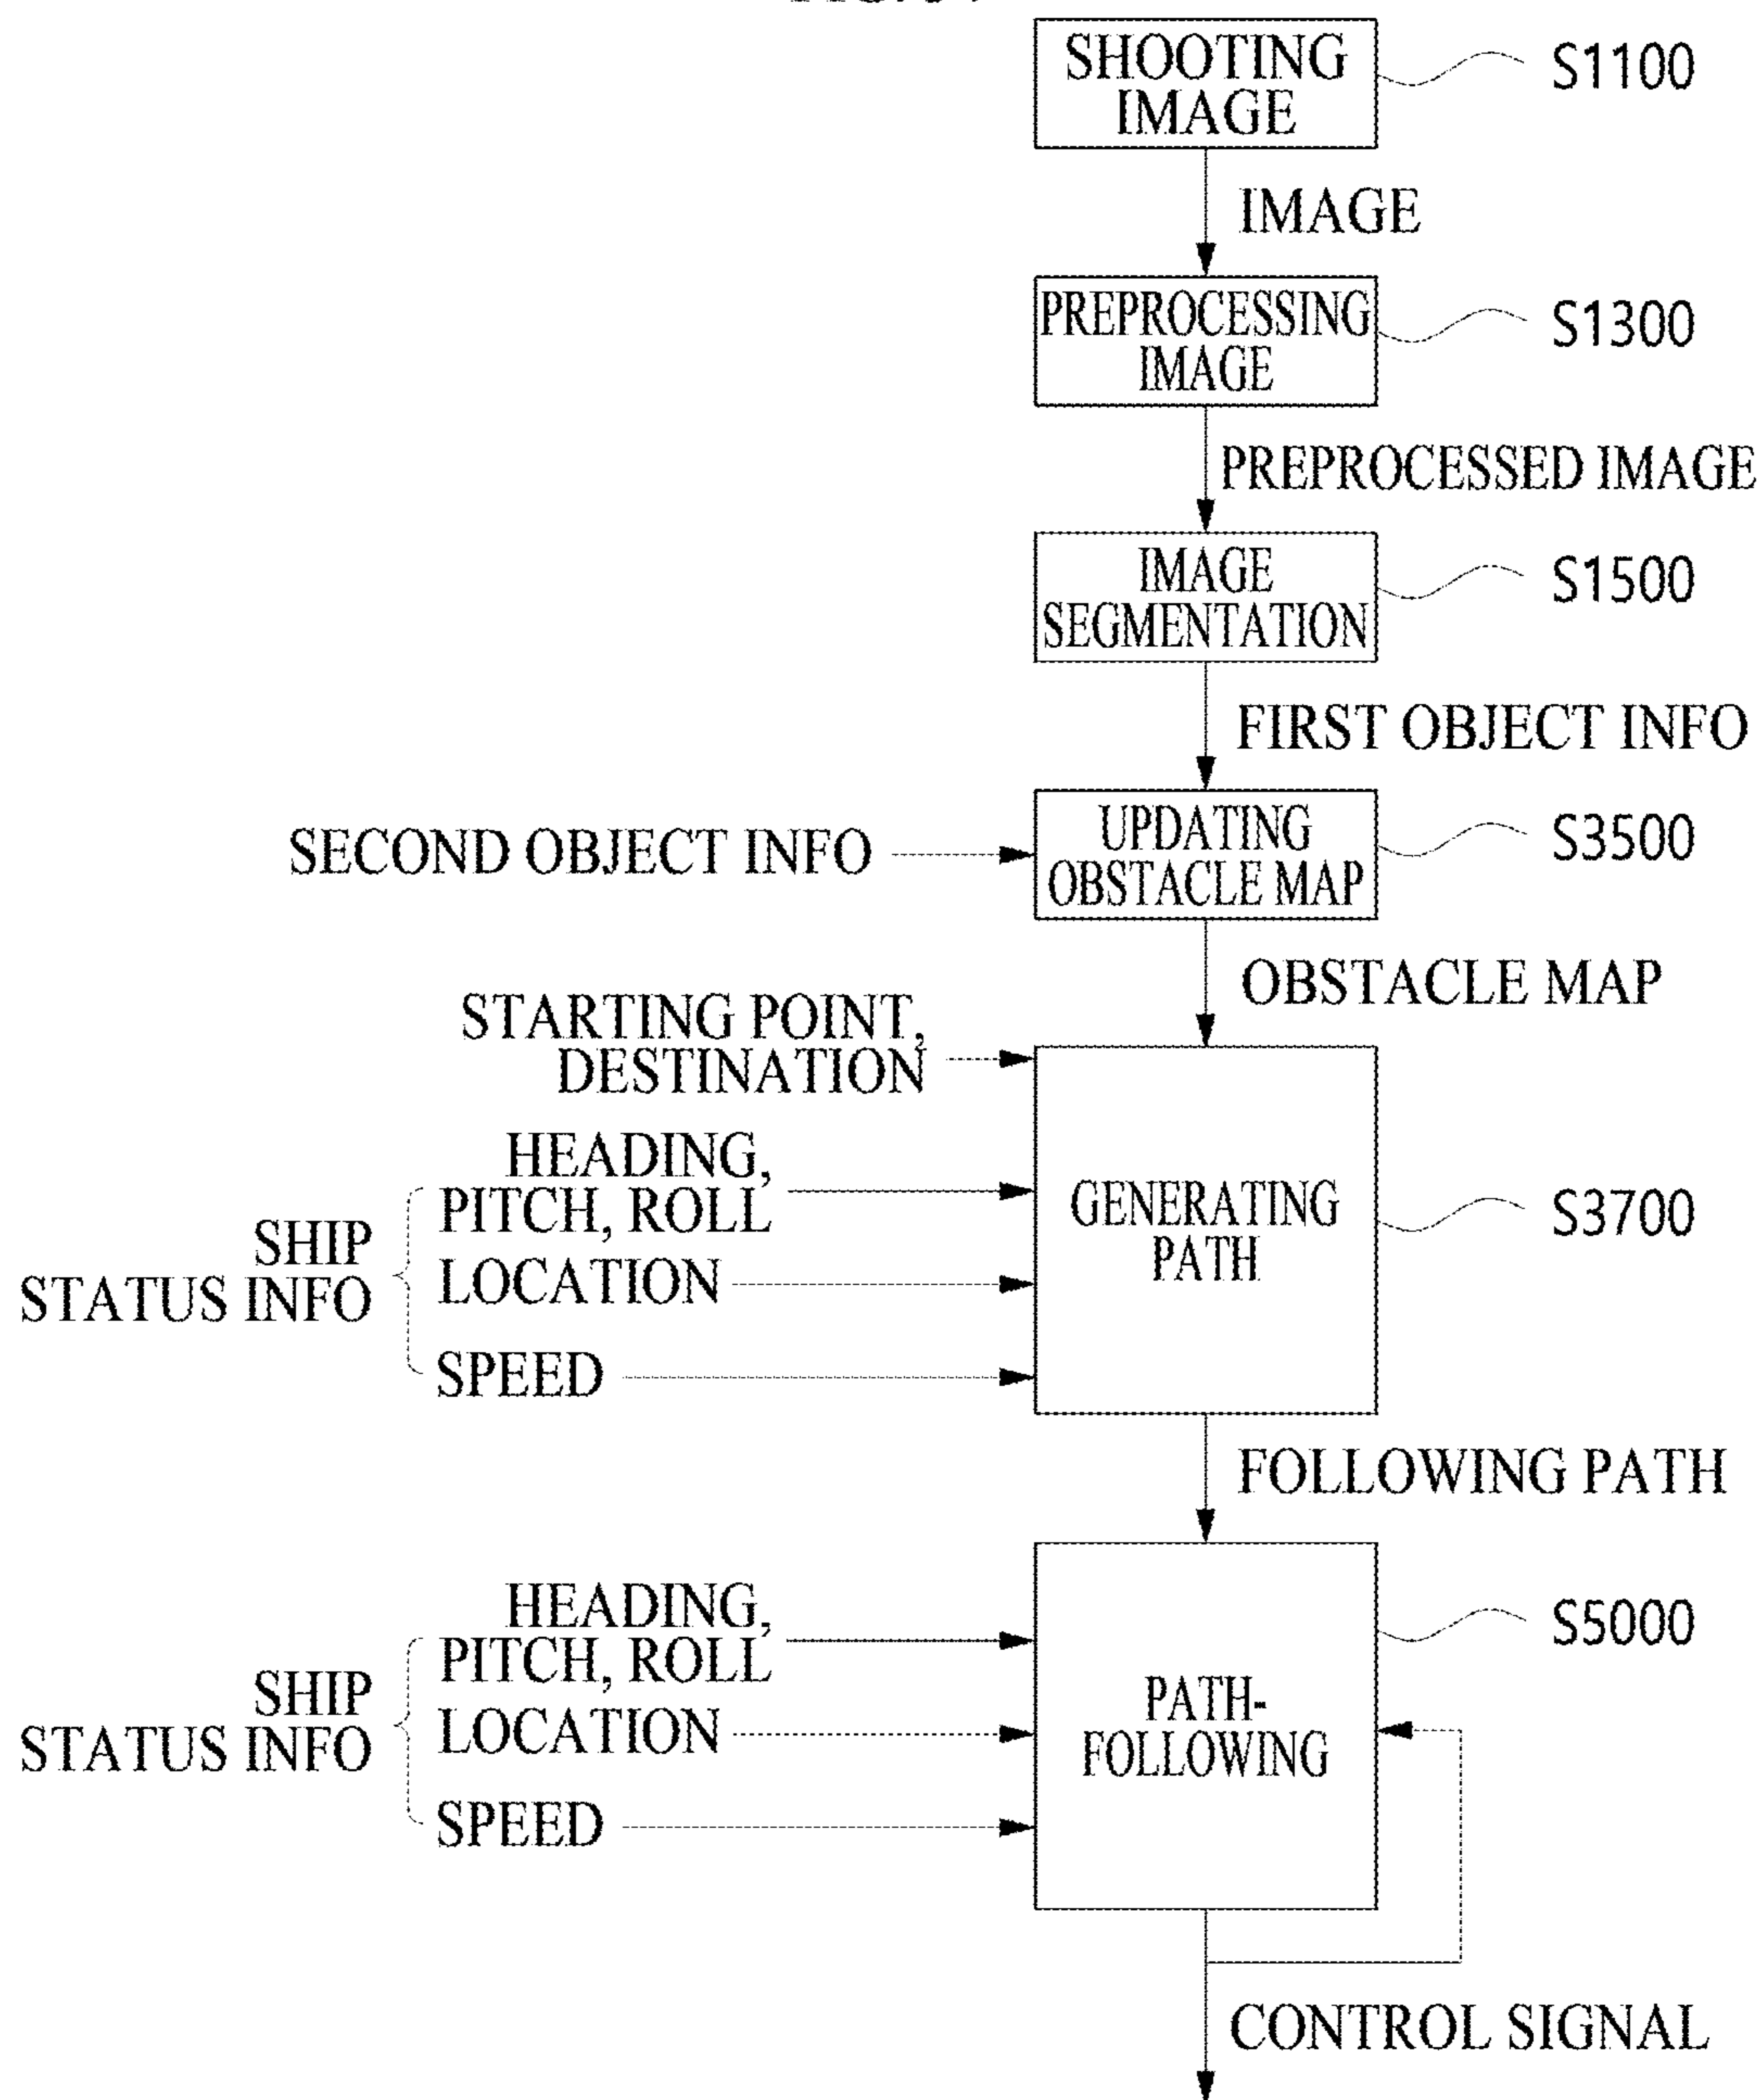 SHOOTING
IMAGE
S1100
IMAGE
PREPROCESSING
IMAGE
S1300
PREPROCESSED IMAGE
IMAGE
SEGMENTATION
S1500
FIRST OBJECT INFO
SECOND OBJECT INFO
UPDATING
OBSTACLE MAP
S3500
OBSTACLE MAP
STARTING POINT,
DESTINATION
SHIP
STATUS INFO
HEADING,
PITCH, ROLL
LOCATION
SPEED
GENERATING
PATH
S3700
FOLLOWING PATH
SHIP
STATUS INFO
HEADING,
PITCH, ROLL
LOCATION
SPEED
PATH-
FOLLOWING
S5000
CONTROL SIGNAL